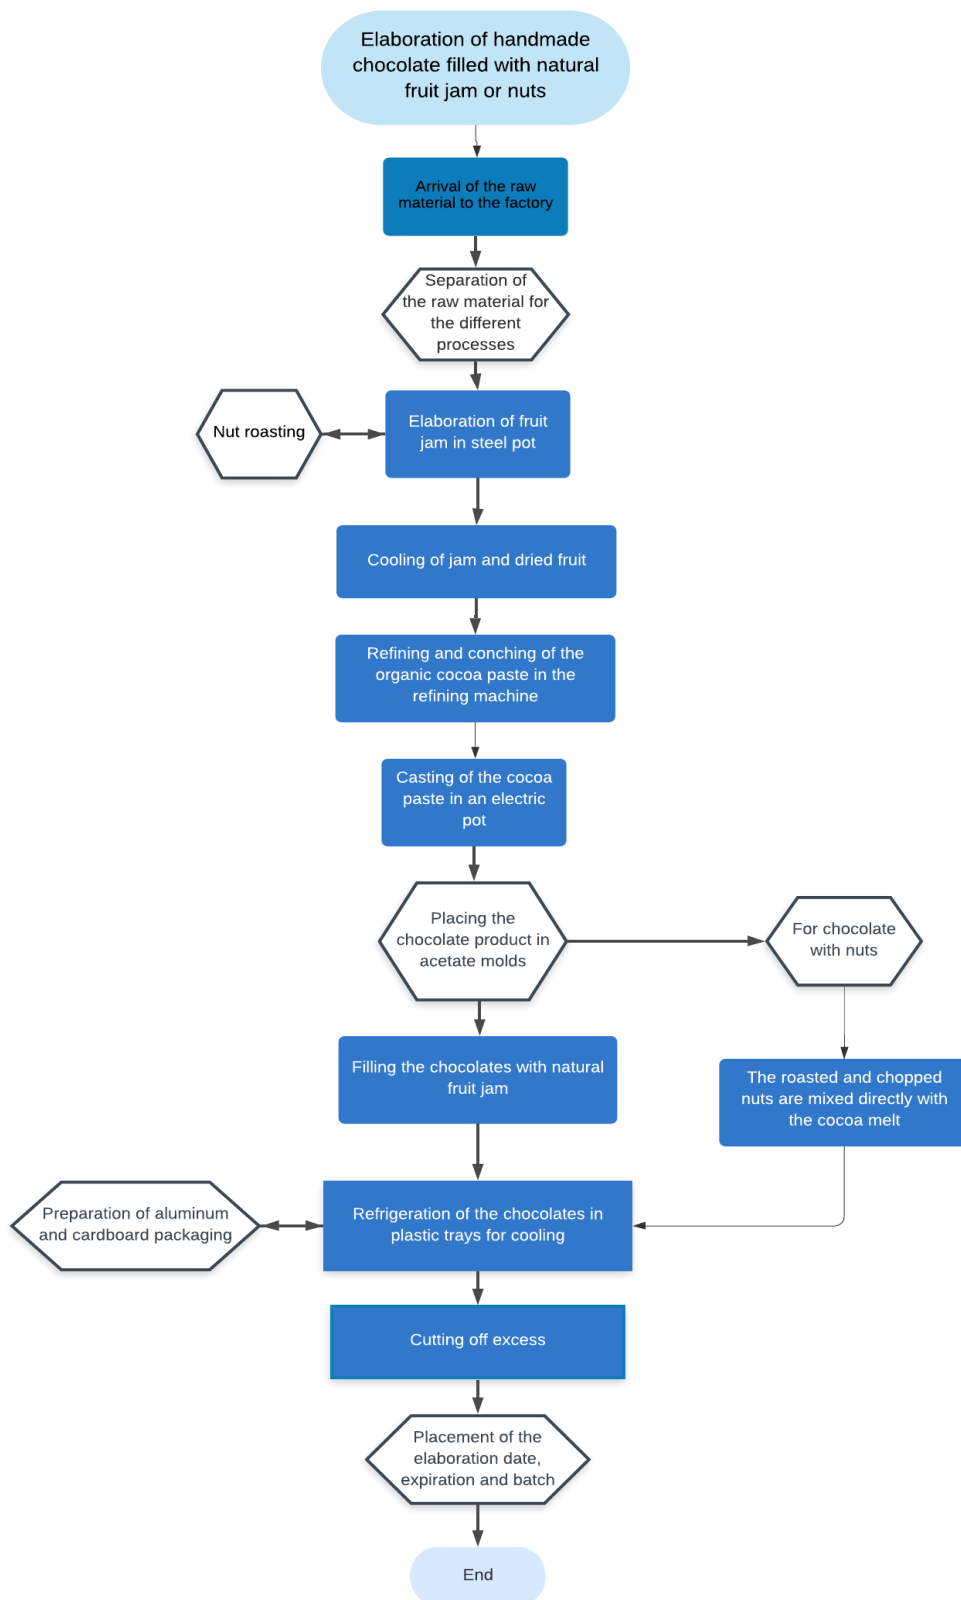 Elaboration of handmade
chocolate filled with natural
fruit jam or nuts
Arrival of the raw
material to the factory
Separation of
the raw material for
the different
processes
Nut roasting
Elaboration of fruit
jam in steel pot
Cooling of jam and dried fruit
Refining and conching of the
organic cocoa paste in the
refining machine
Casting of the cocoa
paste in an electric
pot
Placing the
chocolate product in
acetate molds
For chocolate
with nuts
Filling the chocolates with natural
fruit jam
The roasted and chopped
nuts are mixed directly with
the cocoa melt
Preparation of aluminum
and cardboard packaging
Refrigeration of the chocolates in
plastic trays for cooling
Cutting off excess
Placement of the
elaboration date,
expiration and batch
End